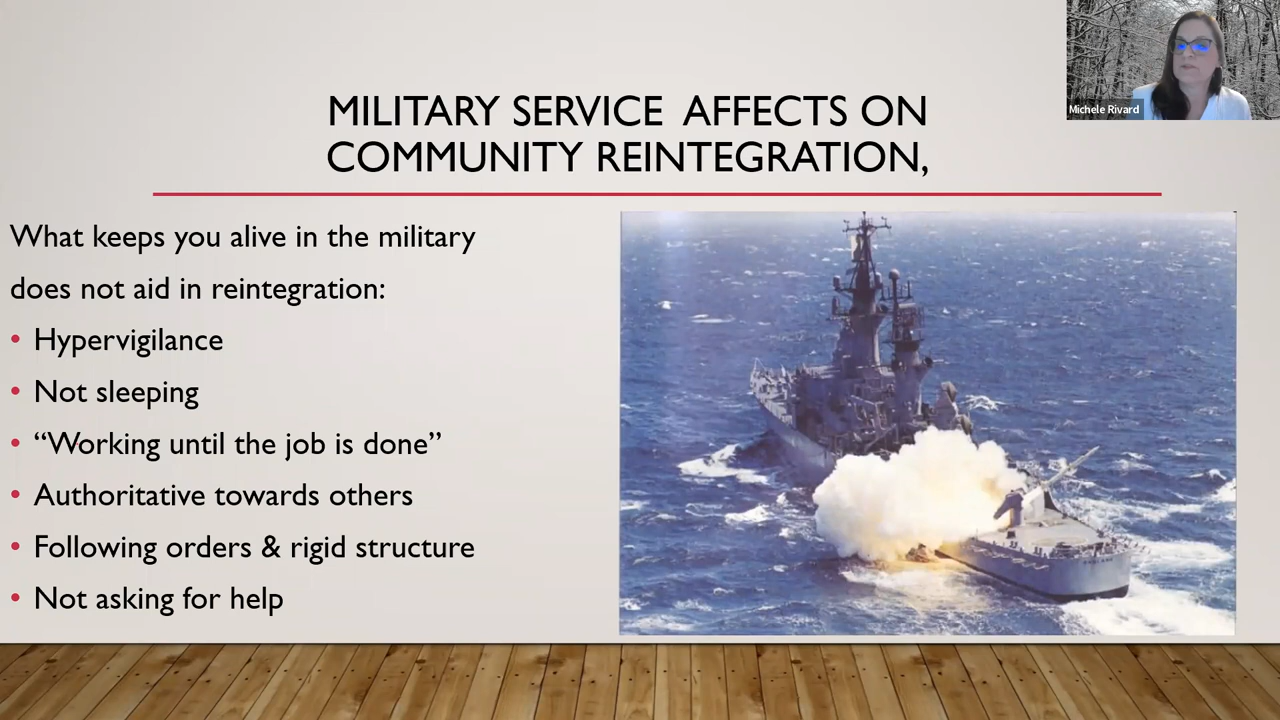 Michele Rivard
MILITARY SERVICE AFFECTS ON
COMMUNITY REINTEGRATION,
What keeps you alive in the military
does not aid in reintegration:
• Hypervigilance
• Not sleeping
• “Working until the job is done”
• Authoritative towards others
• Following orders & rigid structure
• Not asking for help